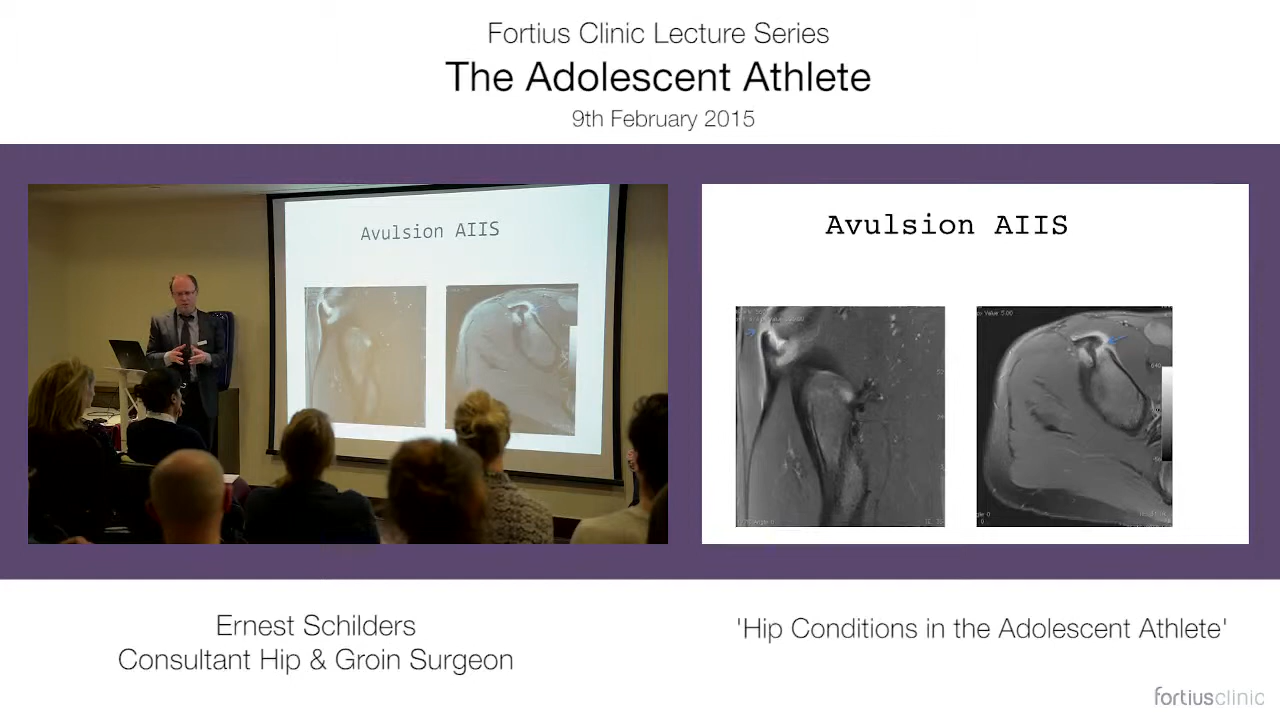 Fortius Clinic Lecture Series
The Adolescent Athlete
9th February 2015
Avulsion AIIS
Avulsion AIIS
Ernest Schilders
Consultant Hip & Groin Surgeon
'Hip Conditions in the Adolescent Athlete'
fortiusclinic